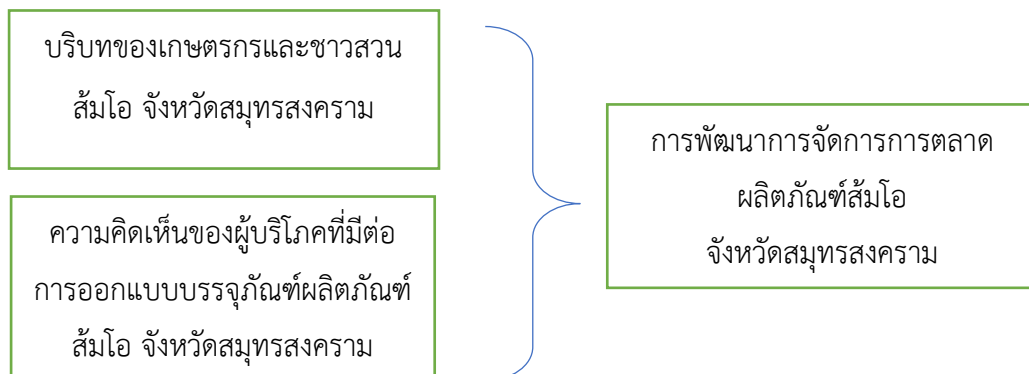 บริบทของเกษตรกรและชาวสวน
ส้มโอ จังหวัดสมุทรสงคราม
ความคิดเห็นของผู้บริโภคที่มีต่อ
การออกแบบบรรจุภัณฑ์ผลิตภัณฑ์
ส้มโอ จังหวัดสมุทรสงคราม
การพัฒนาการจัดการการตลาด
ผลิตภัณฑ์ส้มโอ
จังหวัดสมุทรสงคราม